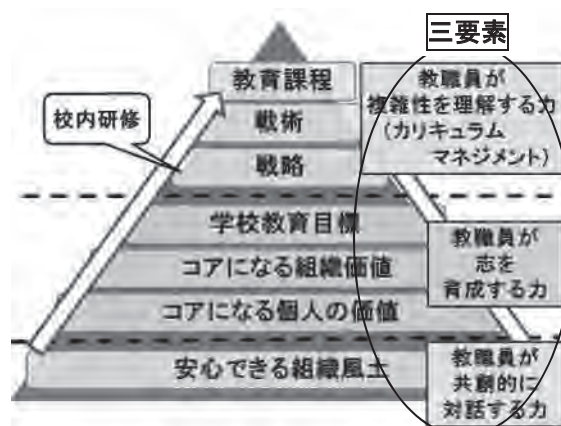 三要素
教育課程
戦術
戦略
学校教育目標
コアになる組織価値
コアになる個人の価値
安心できる組織風土
校内研修
教職員が
複雑性を理解する力
(カリキュラム
マネジメント)
教職員が
志を
育成する力
教職員が
共創的に
対話する力